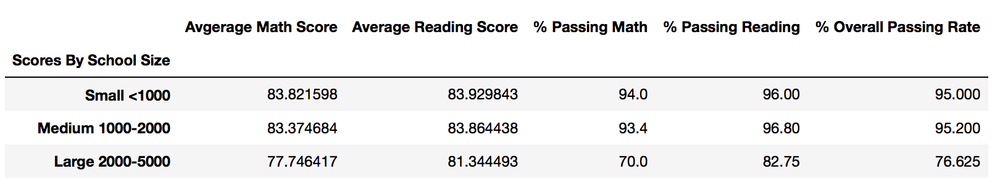 Avgerage Math Score Average Reading Score % Passing Math % Passing Reading % Overall Passing Rate
Scores By School Size
Small <1000 83.821598 83.929843 94.0 96.00 95.000
Medium 1000-2000 83.374684 83.864438 93.4 96.80 95.200
Large 2000-5000 77.746417 81.344493 70.0 82.75 76.625